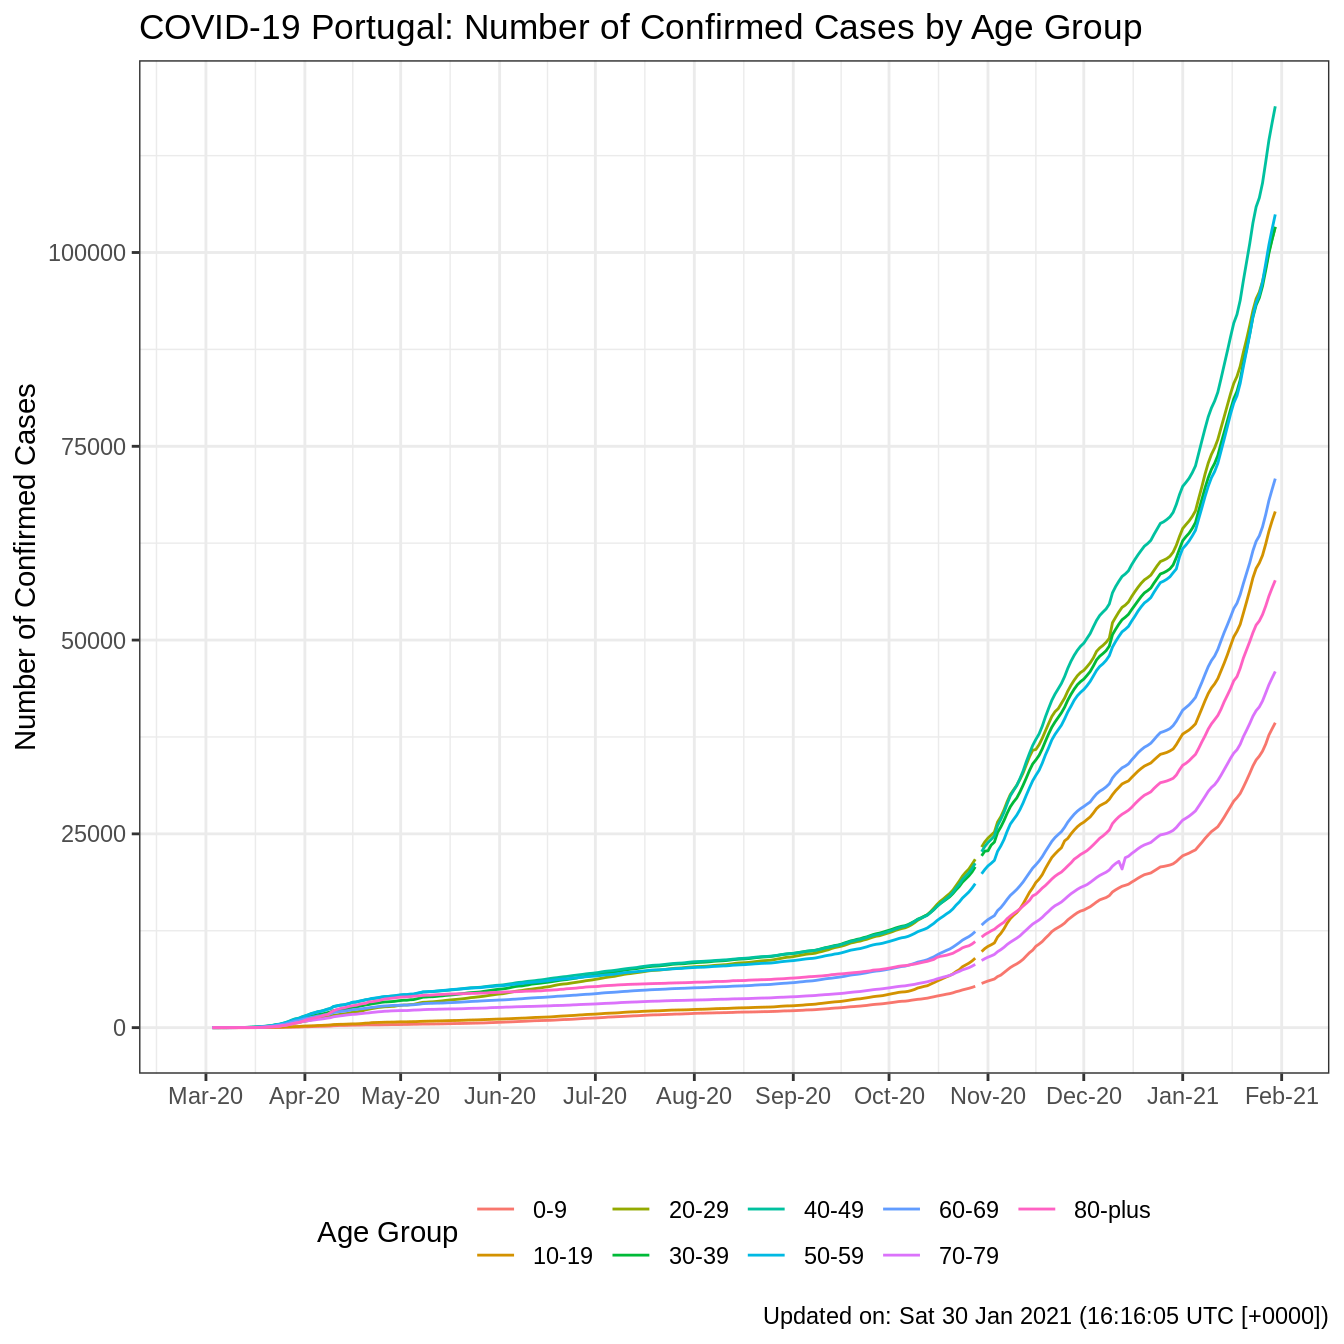 COVID-19 Portugal: Number of Confirmed Cases by Age Group
Number of Confirmed Cases
100000
75000
50000
25000
0
Mar-20 Apr-20 May-20 Jun-20 Jul-20 Aug-20 Sep-20 Oct-20 Nov-20 Dec-20 Jan-21 Feb-21
Age Group
0-9 20-29 40-49 60-69 80-plus
10-19 30-39 50-59 70-79
Updated on: Sat 30 Jan 2021 (16:16:05 UTC [+0000])